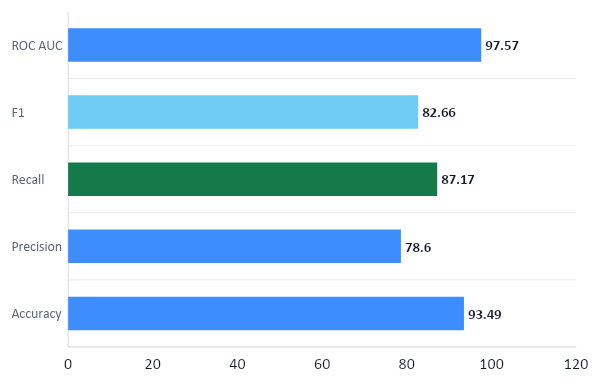 ROC AUC 97.57
F1 82.66
Recall 87.17
Precision 78.6
Accuracy 93.49
0 20 40 60 80 100 120